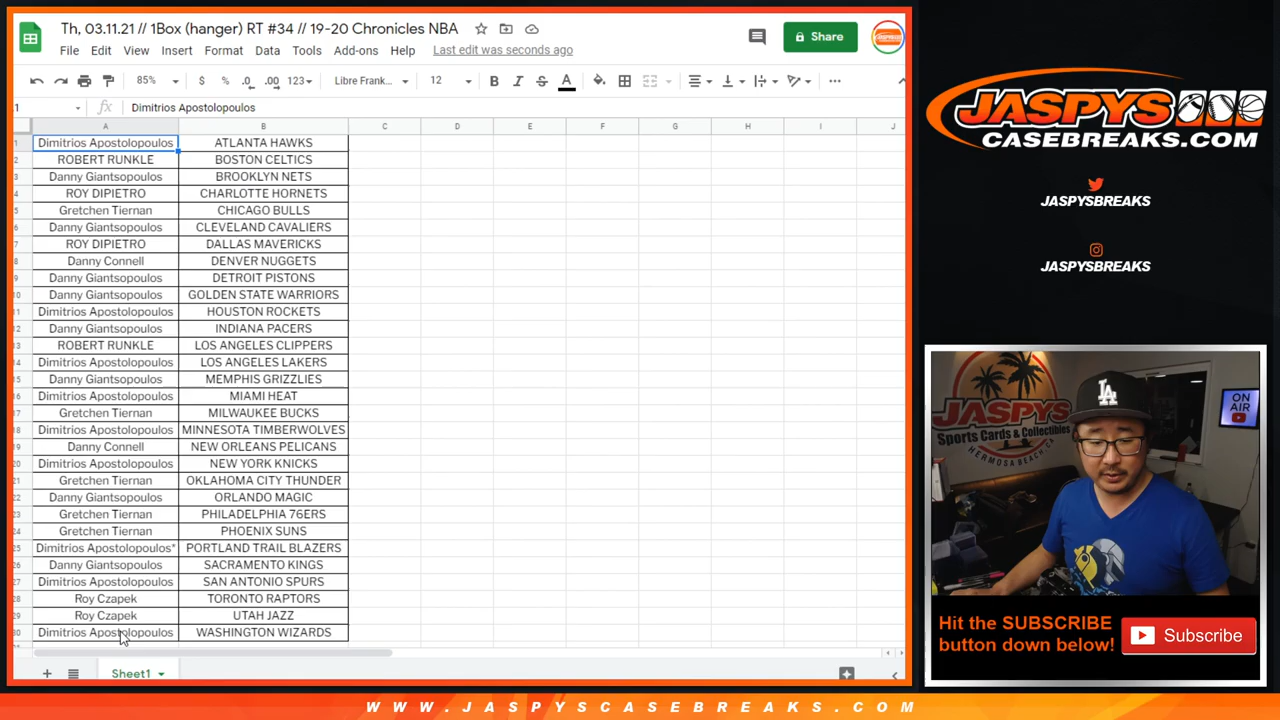 Th, 03.11.21 // 1Box (hanger) RT #34 // 19-20 Chronicles NBA
File Edit View Insert Format Data Tools Add-ons Help Last edit was seconds ago
Share
85% $ % .0 .00 123 Libre Frank... 12 B I S A
1 fx Dimitrios Apostolopoulos
A B C D E F G H I J
1 Dimitrios Apostolopoulos ATLANTA HAWKS
2 ROBERT RUNKLE BOSTON CELTICS
3 Danny Giantsopoulos BROOKLYN NETS
4 ROY DIPIETRO CHARLOTTE HORNETS
5 Gretchen Tiernan CHICAGO BULLS
6 Danny Giantsopoulos CLEVELAND CAVALIERS
7 ROY DIPIETRO DALLAS MAVERICKS
8 Danny Connell DENVER NUGGETS
9 Danny Giantsopoulos DETROIT PISTONS
10 Danny Giantsopoulos GOLDEN STATE WARRIORS
11 Dimitrios Apostolopoulos HOUSTON ROCKETS
12 Danny Giantsopoulos INDIANA PACERS
13 ROBERT RUNKLE LOS ANGELES CLIPPERS
14 Dimitrios Apostolopoulos LOS ANGELES LAKERS
15 Danny Giantsopoulos MEMPHIS GRIZZLIES
16 Dimitrios Apostolopoulos MIAMI HEAT
17 Gretchen Tiernan MILWAUKEE BUCKS
18 Dimitrios Apostolopoulos MINNESOTA TIMBERWOLVES
19 Danny Connell NEW ORLEANS PELICANS
20 Dimitrios Apostolopoulos NEW YORK KNICKS
21 Gretchen Tiernan OKLAHOMA CITY THUNDER
22 Danny Giantsopoulos ORLANDO MAGIC
23 Gretchen Tiernan PHILADELPHIA 76ERS
24 Gretchen Tiernan PHOENIX SUNS
25 Dimitrios Apostolopoulos* PORTLAND TRAIL BLAZERS
26 Danny Giantsopoulos SACRAMENTO KINGS
27 Dimitrios Apostolopoulos SAN ANTONIO SPURS
28 Roy Czapek TORONTO RAPTORS
29 Roy Czapek UTAH JAZZ
30 Dimitrios Apostolopoulos WASHINGTON WIZARDS
Sheet1
JASPYS
CASEBREAKS.COM
JASPYSBREAKS
JASPYSBREAKS
JASPYS
Sports Cards & Collectibles
HERMOSA BEACH, CA
LA
ON
AIR
Hit the SUBSCRIBE
button down below!
Subscribe
WWW.JASPYSCASEBREAKS.COM